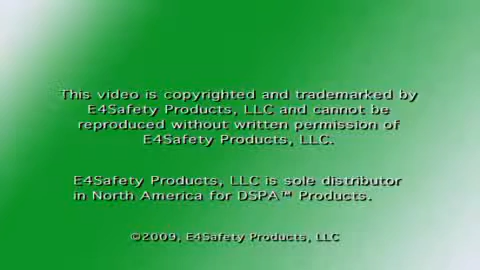 This video is copyrighted and trademarked by
E4Safety Products, LLC and cannot be
reproduced without written permission of
E4Safety Products, LLC.
E4Safety Products, LLC is sole distributor
in North America for DSPA™ Products.
©2009, E4Safety Products, LLC